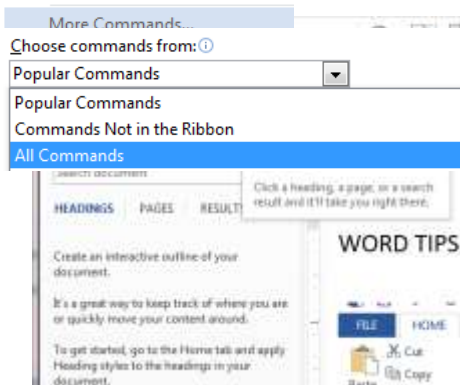 More Commands...
Choose commands from:
Popular Commands
Popular Commands
Commands Not in the Ribbon
All Commands
Search document
Click a heading, a page, or a search
result and it'll take you right there.
HEADINGS PAGES RESULT
WORD TIPS
Create an interactive outline of your
document.
It's a great way to keep track of where you are
or quickly move your content around.
FILE HOME
To get started, go to the Home tab and apply
Heading styles to the headings in your
document.
Cut
Copy
Paste